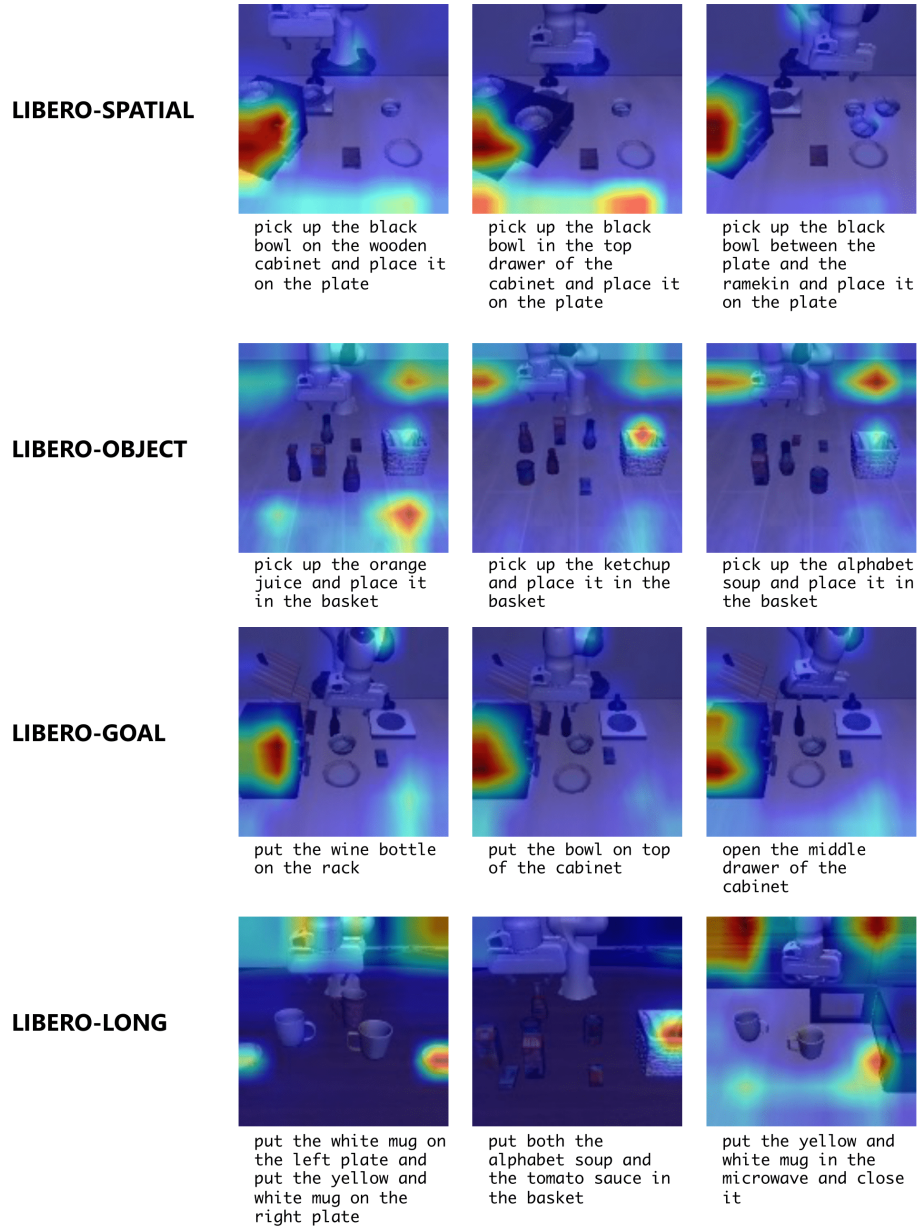 LIBERO-SPATIAL
pick up the black
bowl on the wooden
cabinet and place it
on the plate
pick up the black
bowl in the top
drawer of the
cabinet and place it
on the plate
pick up the black
bowl between the
plate and the
ramekin and place it
on the plate
LIBERO-OBJECT
pick up the orange
juice and place it
in the basket
pick up the ketchup
and place it in the
basket
pick up the alphabet
soup and place it in
the basket
LIBERO-GOAL
put the wine bottle
on the rack
put the bowl on top
of the cabinet
open the middle
drawer of the
cabinet
LIBERO-LONG
put the white mug on
the left plate and
put the yellow and
white mug on the
right plate
put both the
alphabet soup and
the tomato sauce in
the basket
put the yellow and
white mug in the
microwave and close
it